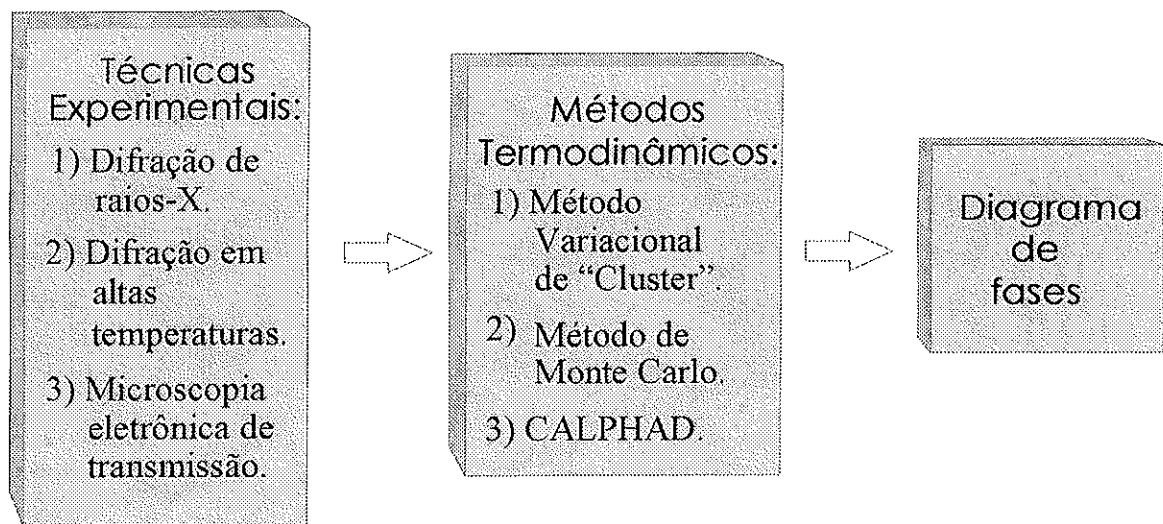 Técnicas
Experimentais:
1) Difração de
raios-X.
2) Difração em
altas
temperaturas.
3) Microscopia
eletrônica de
transmissão.
Métodos
Termodinâmicos:
1) Método
Variacional
de “Cluster”.
2) Método de
Monte Carlo.
3) CALPHAD.
Diagrama
de
fases